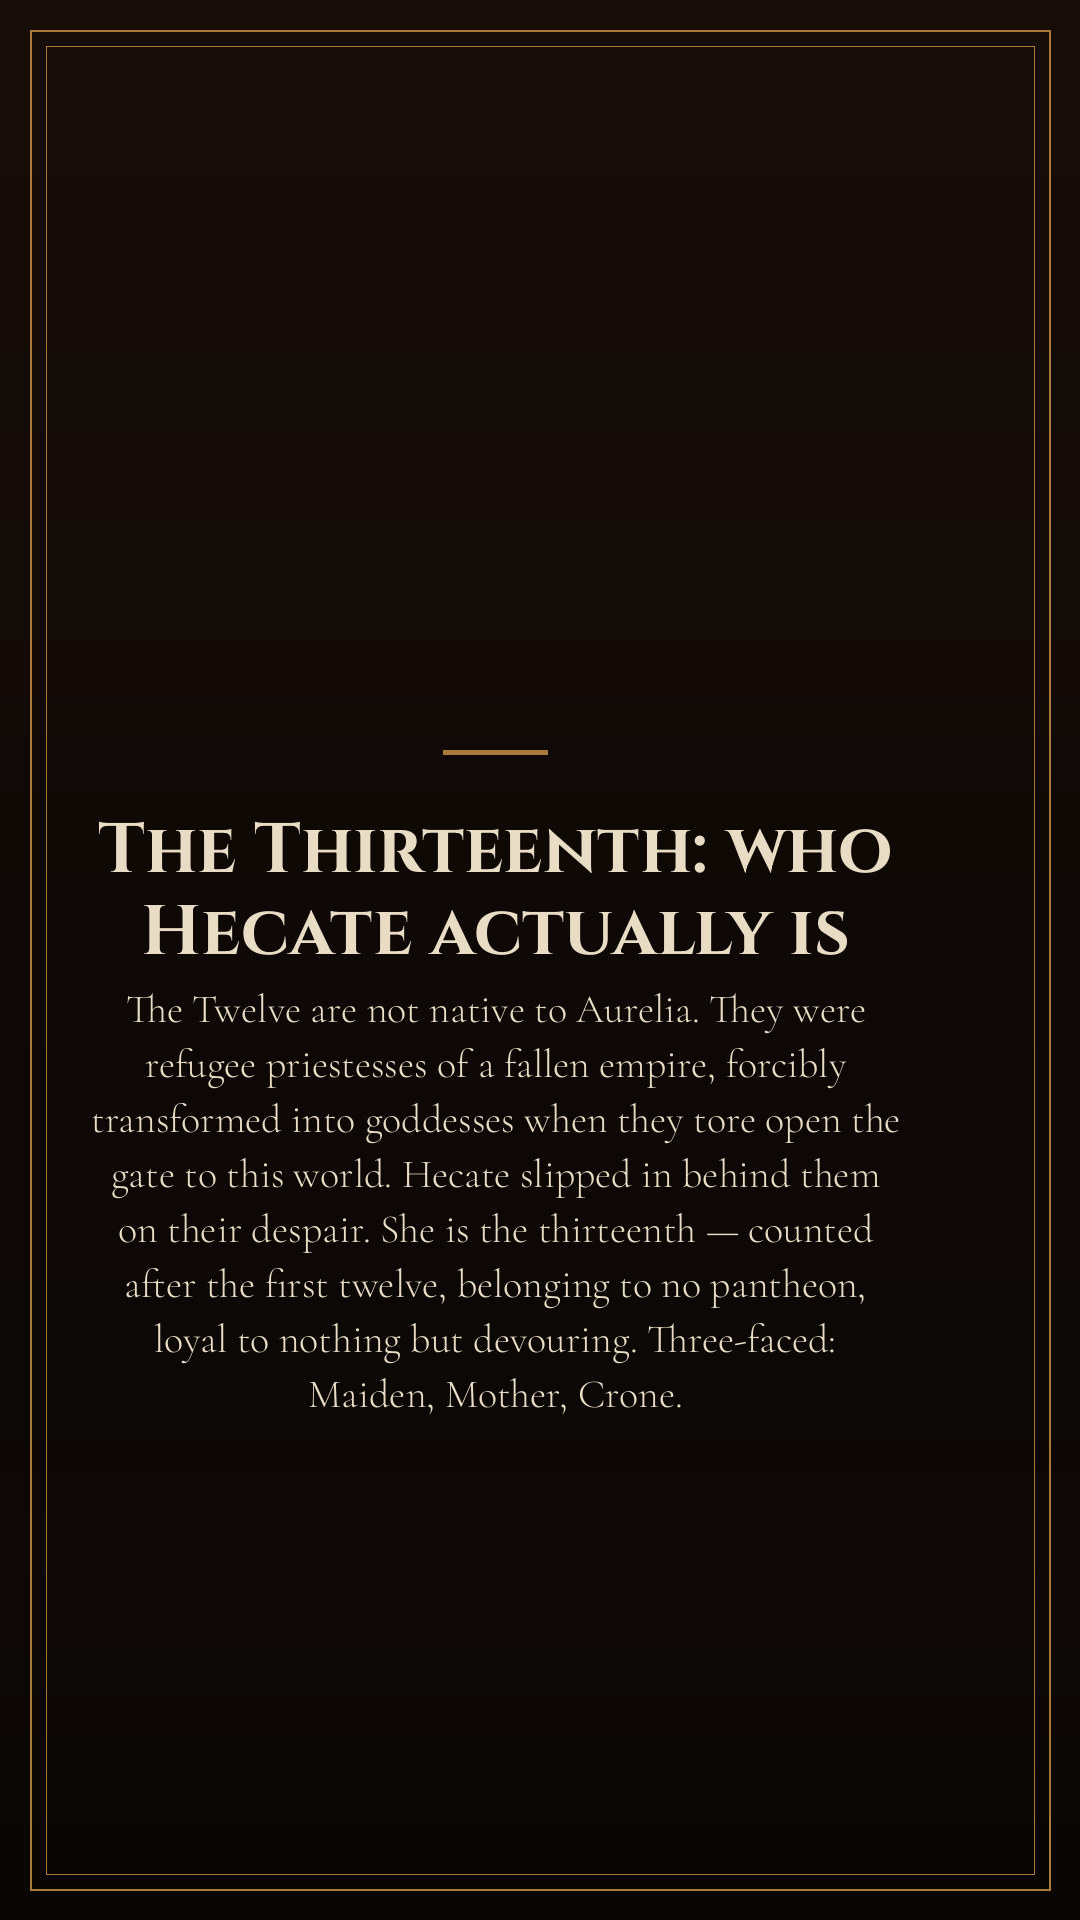 The Thirteenth: who
Hecate actually is
The Twelve are not native to Aurelia. They were
refugee priestesses of a fallen empire, forcibly
transformed into goddesses when they tore open the
gate to this world. Hecate slipped in behind them
on their despair. She is the thirteenth — counted
after the first twelve, belonging to no pantheon,
loyal to nothing but devouring. Three-faced:
Maiden, Mother, Crone.